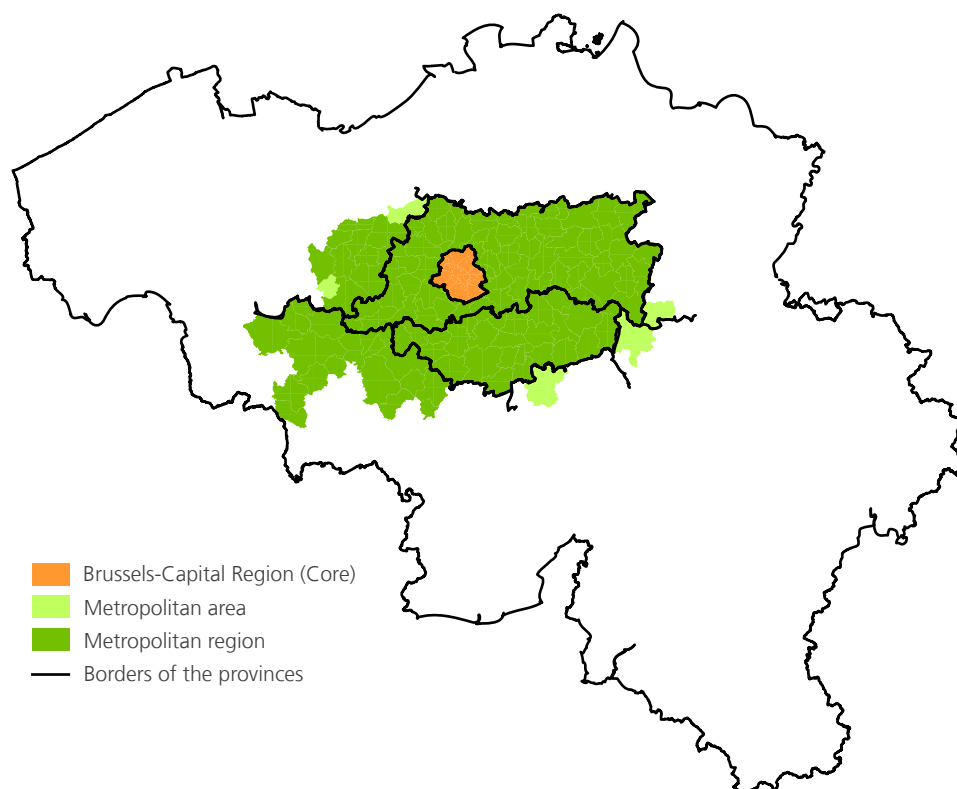 Brussels-Capital Region (Core)
Metropolitan area
Metropolitan region
Borders of the provinces